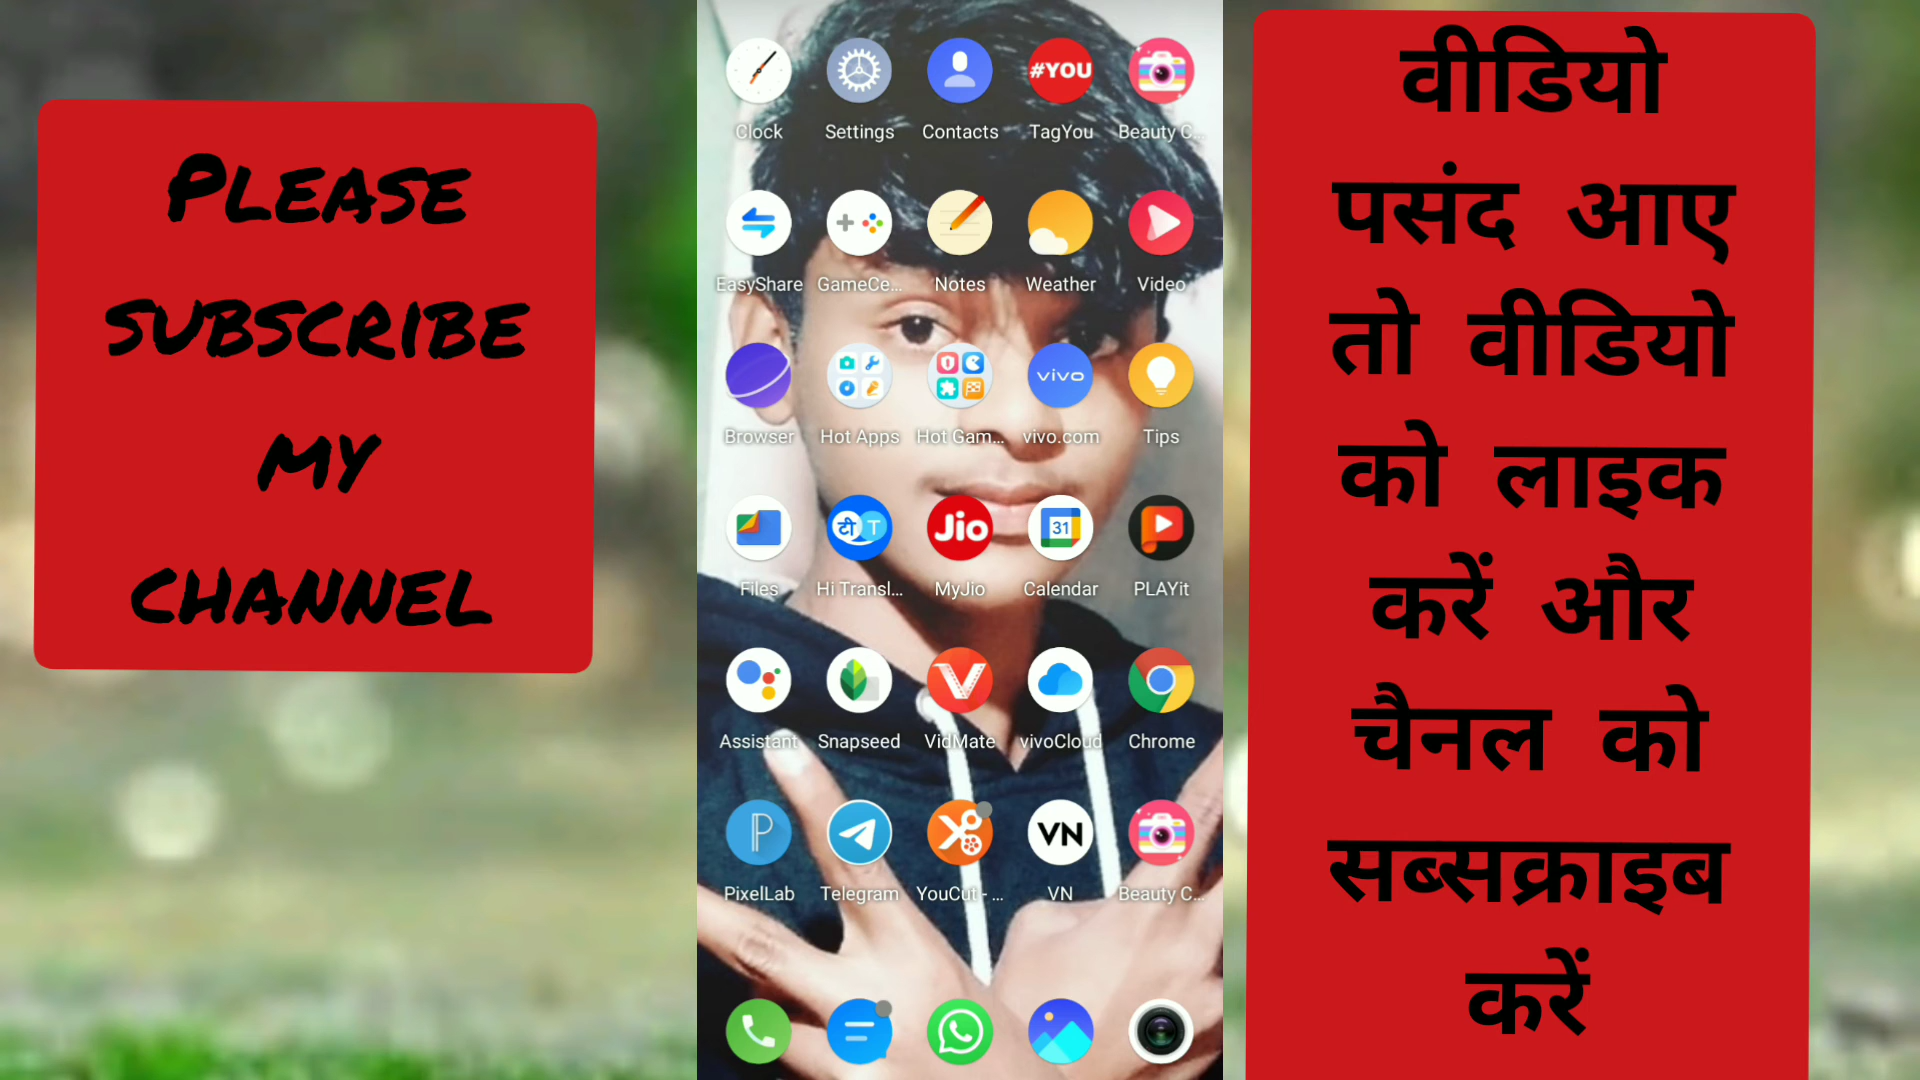 Please
subscribe
my
channel
#YOU
Clock Settings Contacts TagYou Beauty C...
EasyShare GameCe... Notes Weather Video
vivo
Browser Hot Apps Hot Gam... vivo.com Tips
टी T Jio 31
Files Hi Transl... MyJio Calendar PLAYit
Assistant Snapseed VidMate vivoCloud Chrome
P VN
PixelLab Telegram YouCut - ... VN Beauty C...
वीडियो
पसंद आए
तो वीडियो
को लाइक
करें और
चैनल को
सब्सक्राइब
करें